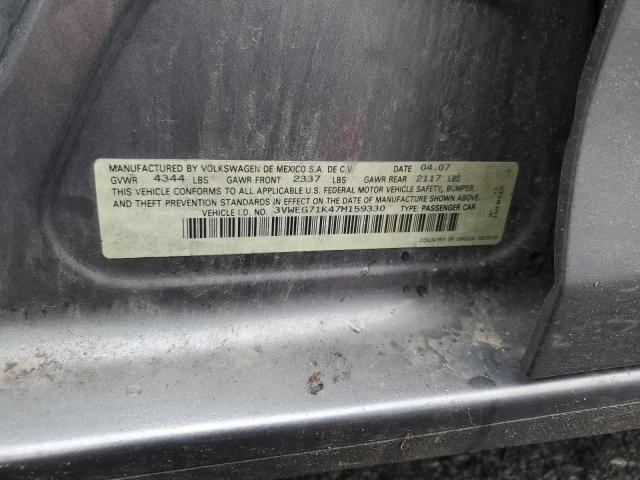 MANUFACTURED BY VOLKSWAGEN DE MEXICO S.A. DE C.V. DATE 04.07
GVWR 4344 LBS GAWR FRONT 2337 LBS GAWR REAR 2117 LBS
THIS VEHICLE CONFORMS TO ALL APPLICABLE U.S. FEDERAL MOTOR VEHICLE SAFETY, BUMPER,
AND THEFT PREVENTION STANDARDS IN EFFECT ON THE DATE OF MANUFACTURE SHOWN ABOVE.
VEHICLE I.D. NO. 3VWEG71K47M159330 TYPE: PASSENGER CAR
COUNTRY OF ORIGIN: MEXICO